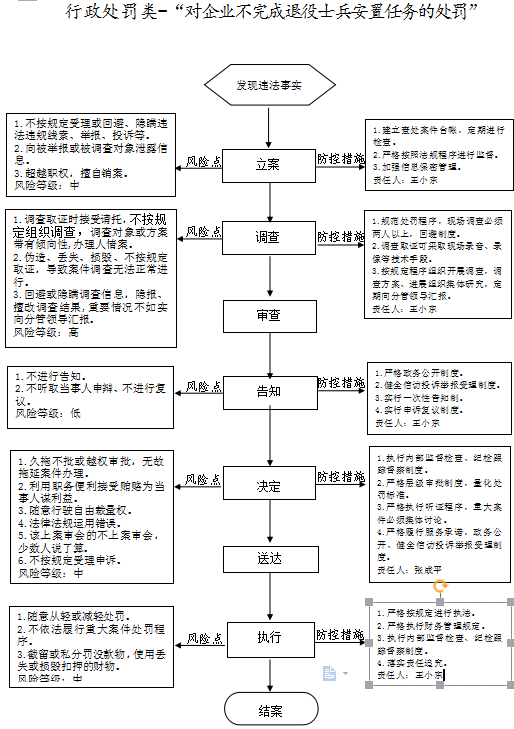 行政处罚类-“对企业不完成退役士兵安置任务的处罚”
发现违法事实
1.不按规定受理或回避、隐瞒违
法违规线索、举报、投诉等。
2.向被举报或被调查对象泄露信
息。
3.超越职权，擅自销案。
风险等级：中
风险点
立案
防控措施
1.建立查处案件台帐，定期进行
检查。
2.严格按照法规程序进行监督。
3.加强信息保密管理。
责任人：王小东
1.调查取证时接受请托，不按规
定组织调查，调查对象或方案
带有倾向性,办理人情案。
2.伪造、丢失、损毁、不按规定
取证，导致案件调查无法正常进
行。
3.回避或隐瞒调查信息，隐报、
擅改调查结果,重要情况不如实
向分管领导汇报。
风险等级：高
风险点
调查
防控措施
1.规范处罚程序，现场调查必须
两人以上，回避制度。
2.调查取证可采取现场录音、录
像等技术手段。
3.按规定程序组织开展调查，调
查方案、进展组织集体研究，定
期向分管领导汇报。
责任人：王小东
审查
1.不进行告知。
2.不听取当事人申辩、不进行复
议。
风险等级：低
风险点
告知
防控措施
1.严格政务公开制度。
2.健全信访投诉举报受理制度。
3.实行一次性告知制。
4.实行申诉复议制度。
责任人：王小东
1.久拖不批或越权审批，无故
拖延案件办理。
2.利用职务便利接受贿赂为当
事人谋利益。
3.随意行驶自由裁量权。
4.法律法规运用错误。
5.该上案审会的不上案审会，
少数人说了算。
6.不按规定受理申诉。
风险等级：中
风险点
决定
防控措施
1.执行内部监督检查、纪检跟
踪督察制度。
2.严格层级审批制度，量化处
罚标准。
3.严格执行听证程序，重大案
件必须集体讨论。
4.严格履行服务承诺，政务公
开、健全信访投诉举报受理制
度。
责任人：张成平
送达
1.随意从轻或减轻处罚。
2.不依法履行重大案件处罚程
序。
3.截留或私分罚没款物，使用丢
失或损毁扣押的财物。
风险等级：中
风险点
执行
防控措施
1.严格按规定进行执法。
2.严格执行财务管理规定。
3.执行内部监督检查、纪检跟
踪督察制度。
4.落实责任追究。
责任人：王小东
结案